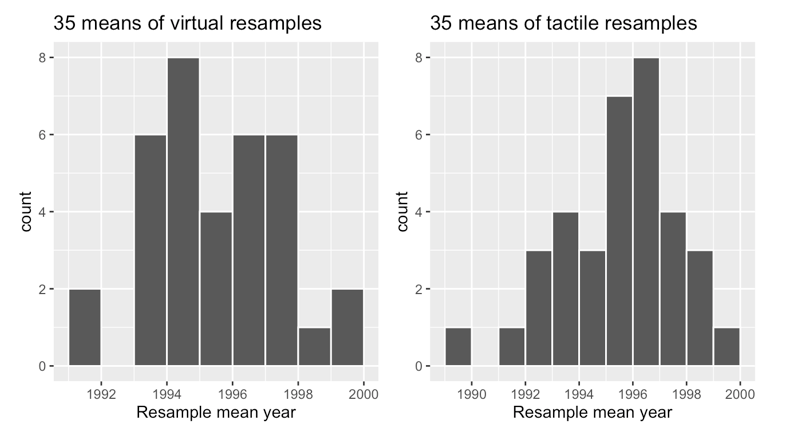 35 means of virtual resamples
8
6
4
2
0
count
1992 1994 1996 1998 2000
Resample mean year
35 means of tactile resamples
8
6
4
2
0
count
1990 1992 1994 1996 1998 2000
Resample mean year